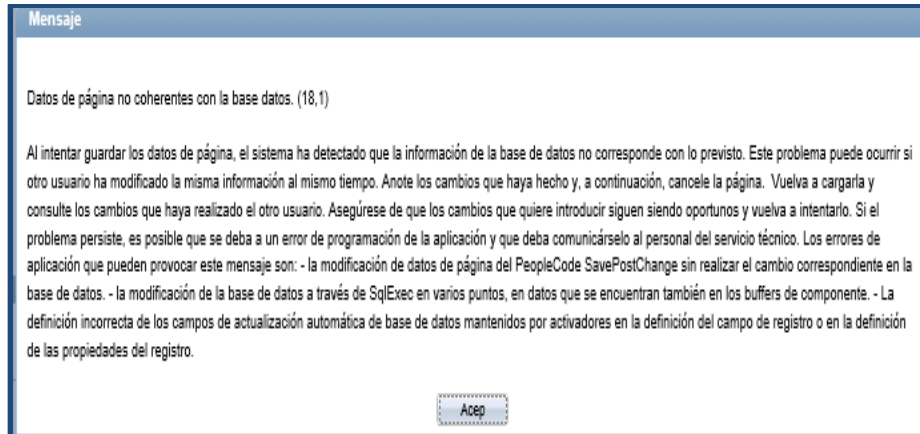 Mensaje
Datos de página no coherentes con la base datos. (18,1)
Al intentar guardar los datos de página, el sistema ha detectado que la información de la base de datos no corresponde con lo previsto. Este problema puede ocurrir si
otro usuario ha modificado la misma información al mismo tiempo. Anote los cambios que haya hecho y, a continuación, cancele la página. Vuelva a cargarla y
consulte los cambios que haya realizado el otro usuario. Asegúrese de que los cambios que quiere introducir siguen siendo oportunos y vuelva a intentarlo. Si el
problema persiste, es posible que se deba a un error de programación de la aplicación y que deba comunicárselo al personal del servicio técnico. Los errores de
aplicación que pueden provocar este mensaje son: - la modificación de datos de página del PeopleCode SavePostChange sin realizar el cambio correspondiente en la
base de datos. - la modificación de la base de datos a través de SqlExec en varios puntos, en datos que se encuentran también en los buffers de componente. - La
definición incorrecta de los campos de actualización automática de base de datos mantenidos por activadores en la definición del campo de registro o en la definición
de las propiedades del registro.
Acep